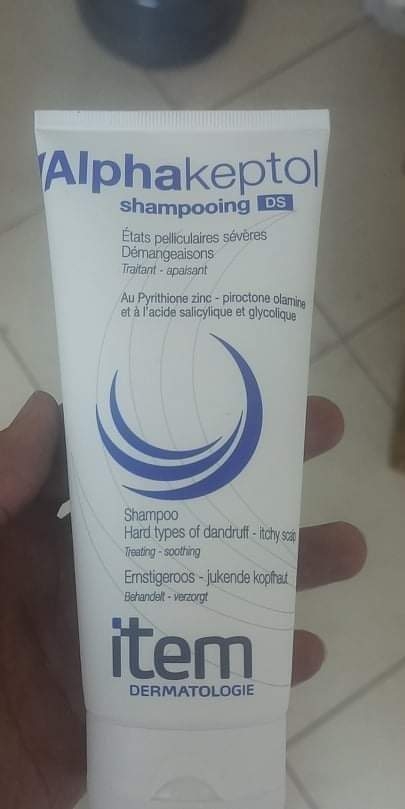 Alphakeptol
shampooing DS
États pelliculaires sévères
Démangeaisons
Traitant - apaisant
Au Pyrithione zinc - piroctone olamine
et à l'acide salicylique et glycolique
Shampoo
Hard types of dandruff - itchy scalp
Treating - soothing
Ernstigeroos - jukende kopfhaut
Behandelt - verzorgt
item
DERMATOLOGIE